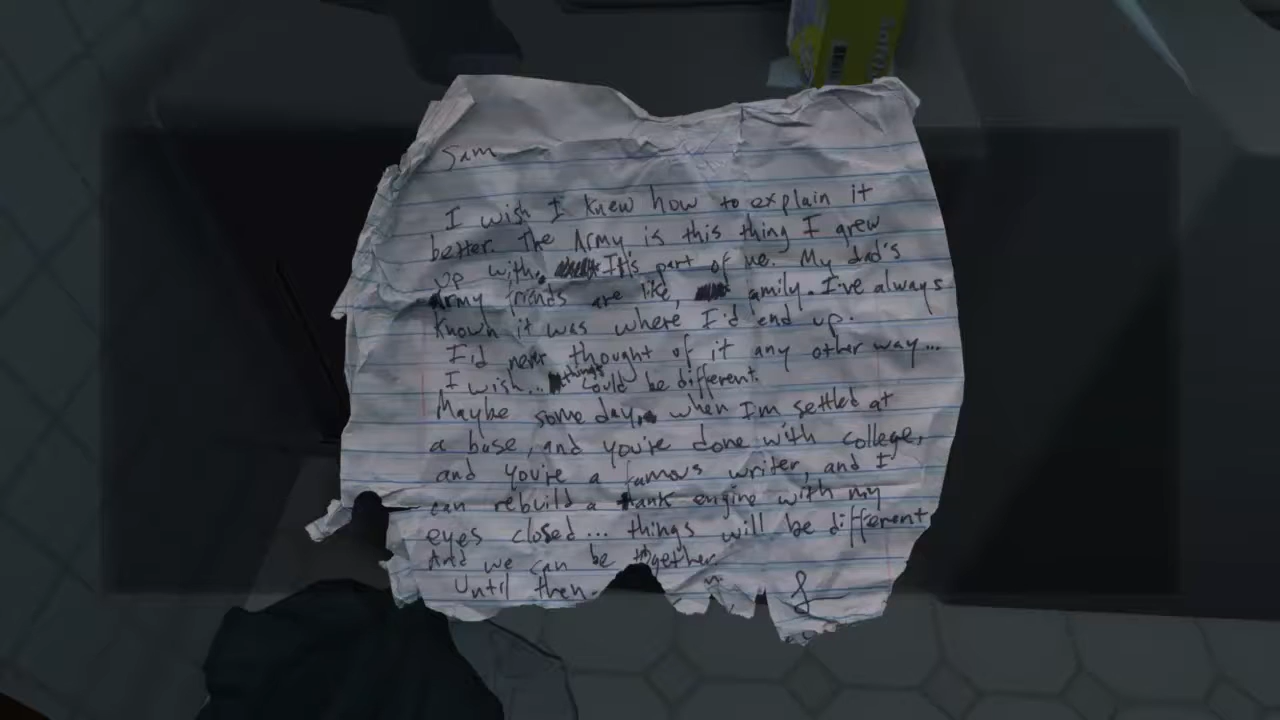 Sam
I wish I knew how to explain it
better. The Army is this thing I grew
up with. It's part of me. My dad's
Army friends are like, family. I've always
known it was where I'd end up.
I'd never thought of it any other way...
I wish... things could be different.
Maybe some day, when I'm settled at
a base, and you're done with college,
and you're a famous writer, and I
can rebuild a tank engine with my
eyes closed... things will be different
And we can be together.
Until then.
L